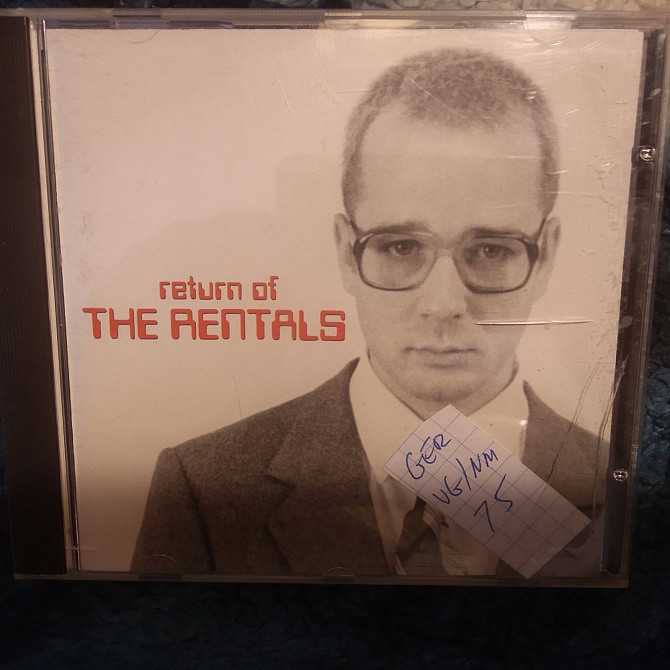 return of
THE RENTALS
GER
VG/NM
75